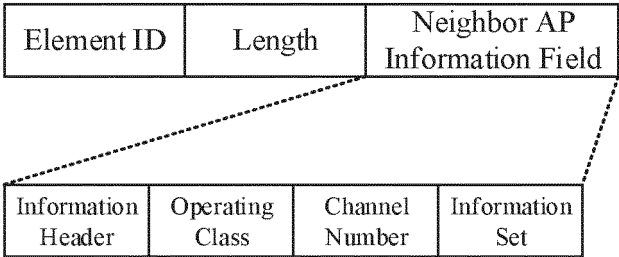 Element ID
Length
Neighbor AP
Information Field
Information
Header
Operating
Class
Channel
Number
Information
Set